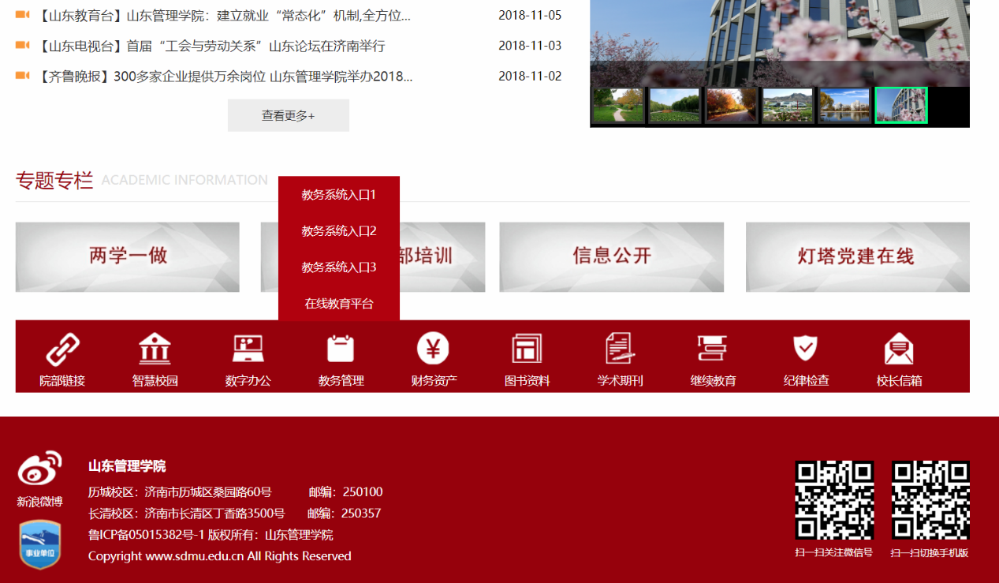 【山东教育台】山东管理学院：建立就业“常态化”机制,全方位... 2018-11-05
【山东电视台】首届“工会与劳动关系”山东论坛在济南举行 2018-11-03
【齐鲁晚报】300多家企业提供万余岗位 山东管理学院举办2018... 2018-11-02
查看更多+
专题专栏 ACADEMIC INFORMATION
教务系统入口1
教务系统入口2
教务系统入口3
在线教育平台
两学一做 部培训 信息公开 灯塔党建在线
院部链接 智慧校园 数字办公 教务管理 财务资产 图书资料 学术期刊 继续教育 纪律检查 校长信箱
新浪微博
事业单位
山东管理学院
历城校区：济南市历城区桑园路60号 邮编：250100
长清校区：济南市长清区丁香路3500号 邮编：250357
鲁ICP备05015382号-1 版权所有：山东管理学院
Copyright www.sdmu.edu.cn All Rights Reserved
扫一扫关注微信号 扫一扫切换手机版